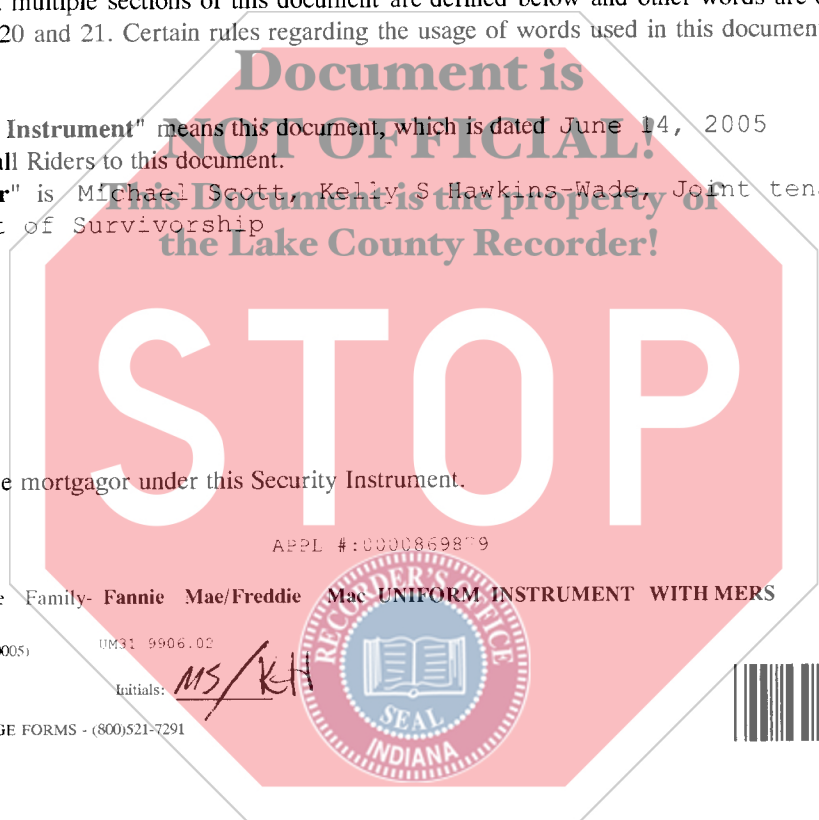 multiple sections of this document are defined below and other words are
20 and 21. Certain rules regarding the usage of words used in this documen
Document is
Instrument" means this document, which is dated June 14, 2005
NOT OFFICIAL!
all Riders to this document.
r" is Michael Scott, Kelly S Hawkins-Wade, Joint ten
This Document is the property of
t of Survivorship
the Lake County Recorder!
STOP
e mortgagor under this Security Instrument.
APPL #:0000869879
e Family- Fannie Mae/Freddie Mac UNIFORM INSTRUMENT WITH MERS
RECORDER'S OFFICE
0005)
UM31 9906.02
Initials: MS/KH
SEAL
GE FORMS - (800)521-7291
INDIANA